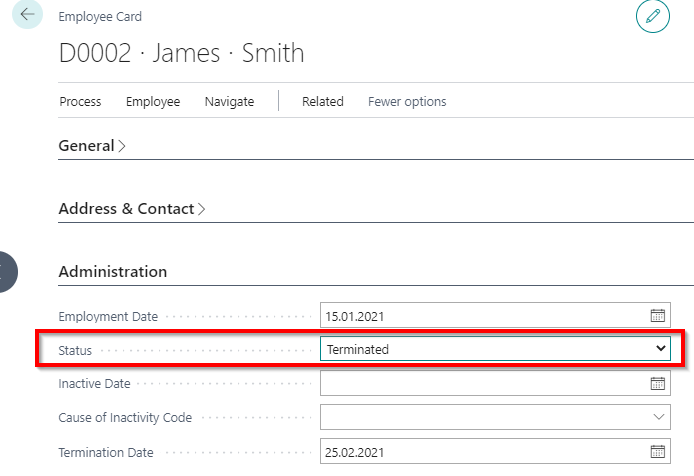 Employee Card
D0002 · James · Smith
Process Employee Navigate Related Fewer options
General
Address & Contact
Administration
Employment Date 15.01.2021
Status Terminated
Inactive Date
Cause of Inactivity Code
Termination Date 25.02.2021